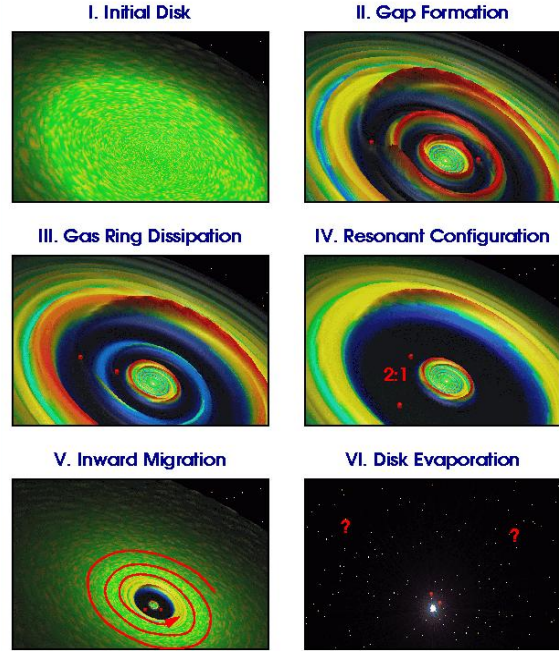 I. Initial Disk
II. Gap Formation
III. Gas Ring Dissipation
IV. Resonant Configuration
2:1
V. Inward Migration
VI. Disk Evaporation
?
?